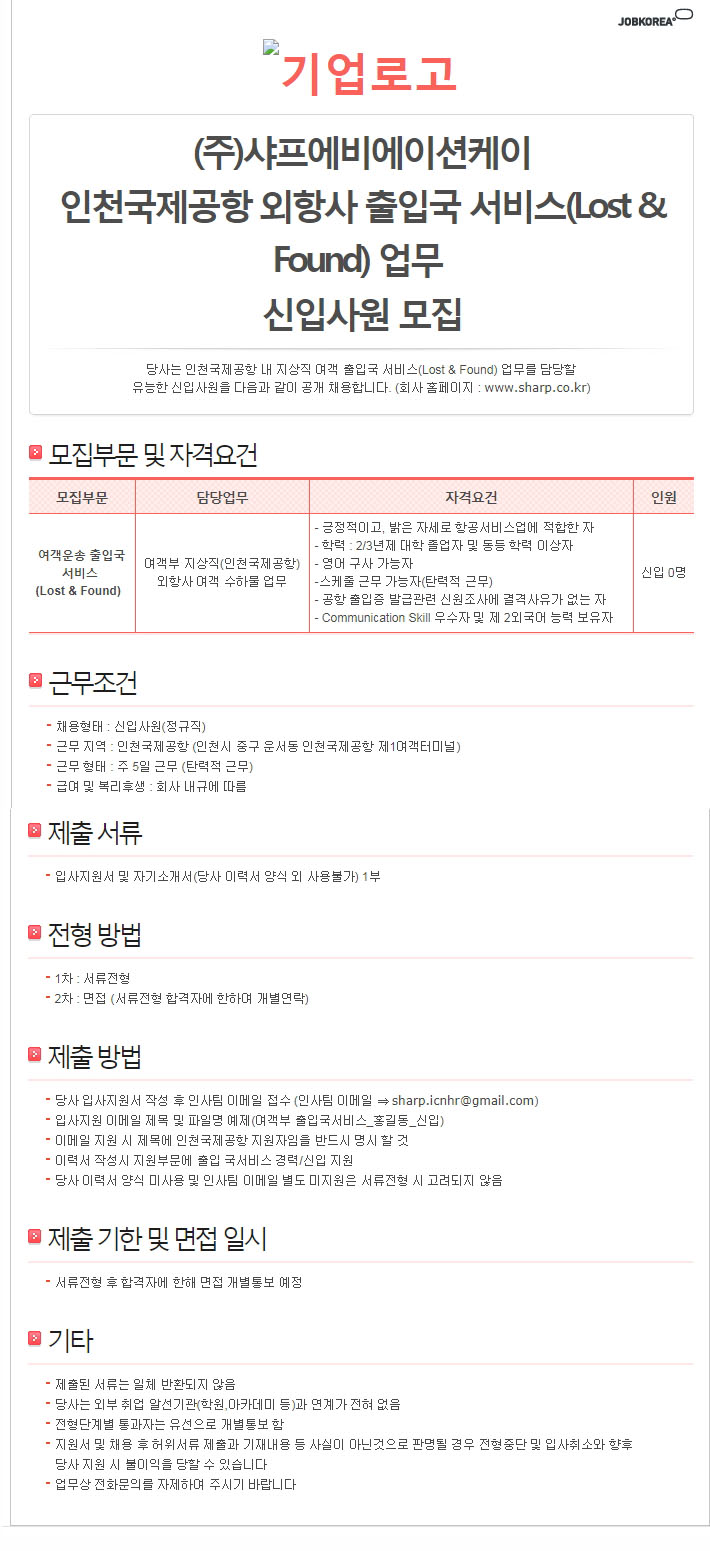 JOBKOREA
기업로고
(주)샤프에비에이션케이
인천국제공항 외항사 출입국 서비스(Lost &
Found) 업무
신입사원 모집
당사는 인천국제공항 내 지상직 여객 출입국 서비스(Lost & Found) 업무를 담당할
유능한 신입사원을 다음과 같이 공개 채용합니다. (회사 홈페이지 : www.sharp.co.kr)
모집부문 및 자격요건
모집부문 담당업무 자격요건 인원
여객운송 출입국
서비스
(Lost & Found)
여객부 지상직(인천국제공항)
외항사 여객 수하물 업무
- 긍정적이고, 밝은 자세로 항공서비스업에 적합한 자
- 학력 : 2/3년제 대학 졸업자 및 동등 학력 이상자
- 영어 구사 가능자
-스케줄 근무 가능자(탄력적 근무)
- 공항 출입증 발급관련 신원조사에 결격사유가 없는 자
- Communication Skill 우수자 및 제 2외국어 능력 보유자
신입 0명
근무조건
- 채용형태 : 신입사원(정규직)
- 근무 지역 : 인천국제공항 (인천시 중구 운서동 인천국제공항 제1여객터미널)
- 근무 형태 : 주 5일 근무 (탄력적 근무)
- 급여 및 복리후생 : 회사 내규에 따름
제출 서류
- 입사지원서 및 자기소개서(당사 이력서 양식 외 사용불가) 1부
전형 방법
- 1차 : 서류전형
- 2차 : 면접 (서류전형 합격자에 한하여 개별연락)
제출 방법
- 당사 입사지원서 작성 후 인사팀 이메일 접수 (인사팀 이메일 ⇒ sharp.icnhr@gmail.com)
- 입사지원 이메일 제목 및 파일명 예제(여객부 출입국서비스_홍길동_신입)
- 이메일 지원 시 제목에 인천국제공항 지원자임을 반드시 명시 할 것
- 이력서 작성시 지원부문에 출입 국서비스 경력/신입 지원
- 당사 이력서 양식 미사용 및 인사팀 이메일 별도 미지원은 서류전형 시 고려되지 않음
제출 기한 및 면접 일시
- 서류전형 후 합격자에 한해 면접 개별통보 예정
기타
- 제출된 서류는 일체 반환되지 않음
- 당사는 외부 취업 알선기관(학원,아카데미 등)과 연계가 전혀 없음
- 전형단계별 통과자는 유선으로 개별통보 함
- 지원서 및 채용 후 허위서류 제출과 기재내용 등 사실이 아닌것으로 판명될 경우 전형중단 및 입사취소와 향후
당사 지원 시 불이익을 당할 수 있습니다
- 업무상 전화문의를 자제하여 주시기 바랍니다